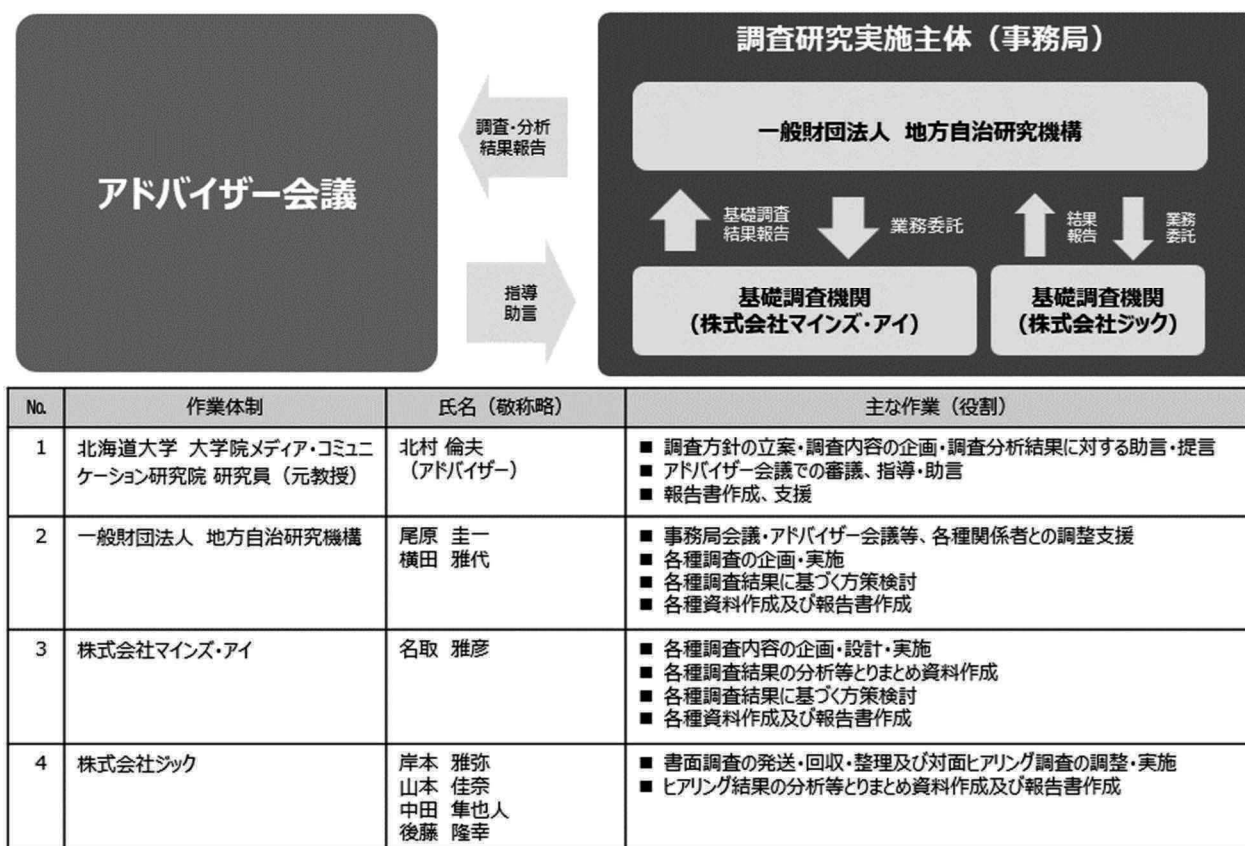 アドバイザー会議
調査・分析
結果報告
指導
助言
調査研究実施主体（事務局）
一般財団法人 地方自治研究機構
基礎調査
結果報告
業務委託
結果
報告
業務
委託
基礎調査機関
（株式会社マインズ・アイ）
基礎調査機関
（株式会社ジック）
No. 作業体制 氏名（敬称略） 主な作業（役割）
1 北海道大学 大学院メディア・コミュニ
ケーション研究院 研究員（元教授）
北村 倫夫
（アドバイザー）
■ 調査方針の立案・調査内容の企画・調査分析結果に対する助言・提言
■ アドバイザー会議での審議、指導・助言
■ 報告書作成、支援
2 一般財団法人 地方自治研究機構
尾原 圭一
横田 雅代
■ 事務局会議・アドバイザー会議等、各種関係者との調整支援
■ 各種調査の企画・実施
■ 各種調査結果に基づく方策検討
■ 各種資料作成及び報告書作成
3 株式会社マインズ・アイ
名取 雅彦
■ 各種調査内容の企画・設計・実施
■ 各種調査結果の分析等とりまとめ資料作成
■ 各種調査結果に基づく方策検討
■ 各種資料作成及び報告書作成
4 株式会社ジック
岸本 雅弥
山本 佳奈
中田 隼也人
後藤 隆幸
■ 書面調査の発送・回収・整理及び対面ヒアリング調査の調整・実施
■ ヒアリング結果の分析等とりまとめ資料作成及び報告書作成